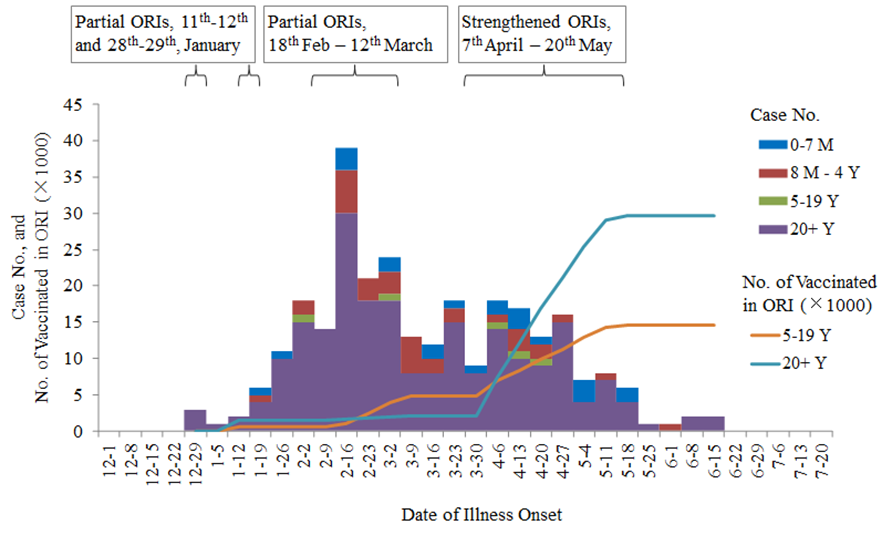 Partial ORIs, 11th-12th
and 28th-29th, January
Partial ORIs,
18th Feb – 12th March
Strengthened ORIs,
7th April – 20th May
Case No., and
No. of Vaccinated in ORI (×1000)
45
40
35
30
25
20
15
10
5
0
12-1
12-8
12-15
12-22
12-29
1-5
1-12
1-19
1-26
2-2
2-9
2-16
2-23
3-2
3-9
3-16
3-23
3-30
4-6
4-13
4-20
4-27
5-4
5-11
5-18
5-25
6-1
6-8
6-15
6-22
6-29
7-6
7-13
7-20
Date of Illness Onset
Case No.
0-7 M
8 M - 4 Y
5-19 Y
20+ Y
No. of Vaccinated
in ORI (×1000)
5-19 Y
20+ Y